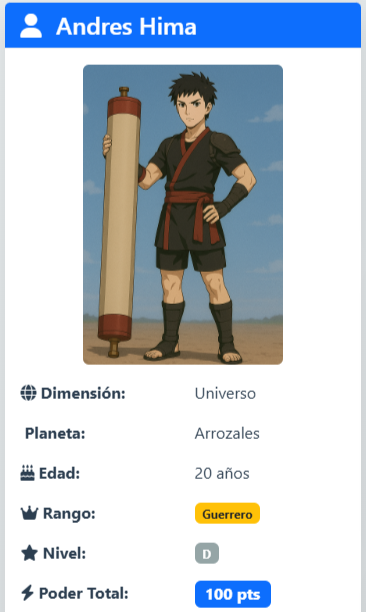 Andres Hima
Dimensión: Universo
Planeta: Arrozales
Edad: 20 años
Rango: Guerrero
Nivel: D
Poder Total: 100 pts